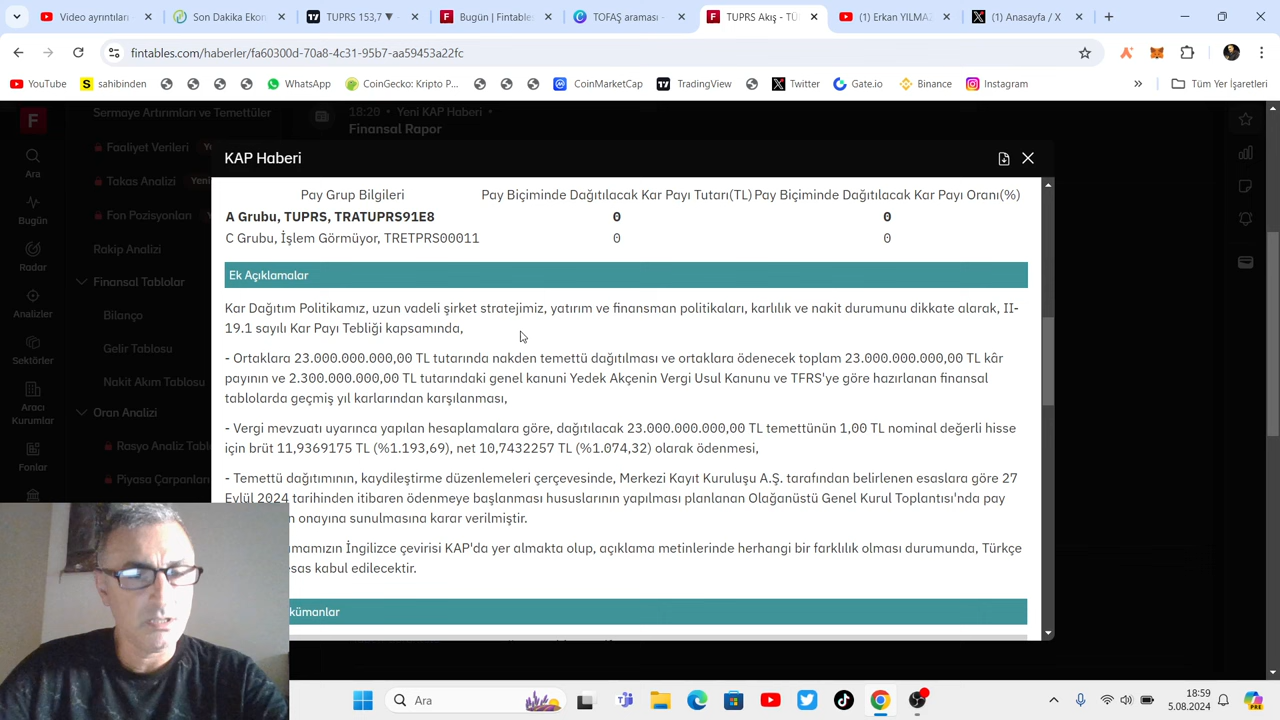 Video ayrıntıları
Son Dakika Ekon
TUPRS 153,7 ▼
Bugün | Fintables
TOFAŞ araması -
TUPRS Akış - TÜ
(1) Erkan YILMAZ
(1) Anasayfa / X
fintables.com/haberler/fa60300d-70a8-4c31-95b7-aa59453a22fc
YouTube
sahibinden
WhatsApp
CoinGecko: Kripto P...
CoinMarketCap
TradingView
Twitter
Gate.io
Binance
Instagram
»
Tüm Yer İşaretleri
F
Ara
Bugün
Radar
Analizler
Sektörler
Aracı
Kurumlar
Fonlar
Sermaye Artırımları ve Temettüler
Faaliyet Verileri
Takas Analizi Yeni
Fon Pozisyonları
Rakip Analizi
Finansal Tablolar
Bilanço
Gelir Tablosu
Nakit Akım Tablosu
Oran Analizi
Rasyo Analiz Tabl
Piyasa Çarpanları
18:20 • Yeni KAP Haberi •
Finansal Rapor
KAP Haberi
Pay Grup Bilgileri Pay Biçiminde Dağıtılacak Kar Payı Tutarı(TL) Pay Biçiminde Dağıtılacak Kar Payı Oranı(%)
A Grubu, TUPRS, TRATUPRS91E8 0 0
C Grubu, İşlem Görmüyor, TRETPRS00011 0 0
Ek Açıklamalar
Kar Dağıtım Politikamız, uzun vadeli şirket stratejimiz, yatırım ve finansman politikaları, karlılık ve nakit durumunu dikkate alarak, II-
19.1 sayılı Kar Payı Tebliği kapsamında,
- Ortaklara 23.000.000.000,00 TL tutarında nakden temettü dağıtılması ve ortaklara ödenecek toplam 23.000.000.000,00 TL kâr
payının ve 2.300.000.000,00 TL tutarındaki genel kanuni Yedek Akçenin Vergi Usul Kanunu ve TFRS'ye göre hazırlanan finansal
tablolarda geçmiş yıl karlarından karşılanması,
- Vergi mevzuatı uyarınca yapılan hesaplamalara göre, dağıtılacak 23.000.000.000,00 TL temettünün 1,00 TL nominal değerli hisse
için brüt 11,9369175 TL (%1.193,69), net 10,7432257 TL (%1.074,32) olarak ödenmesi,
- Temettü dağıtımının, kaydileştirme düzenlemeleri çerçevesinde, Merkezi Kayıt Kuruluşu A.Ş. tarafından belirlenen esaslara göre 27
Eylül 2024 tarihinden itibaren ödenmeye başlanması hususlarının yapılması planlanan Olağanüstü Genel Kurul Toplantısı'nda pay
n onayına sunulmasına karar verilmiştir.
amamızın İngilizce çevirisi KAP'da yer almakta olup, açıklama metinlerinde herhangi bir farklılık olması durumunda, Türkçe
esas kabul edilecektir.
kümanlar
Ara
18:59
5.08.2024
PRE